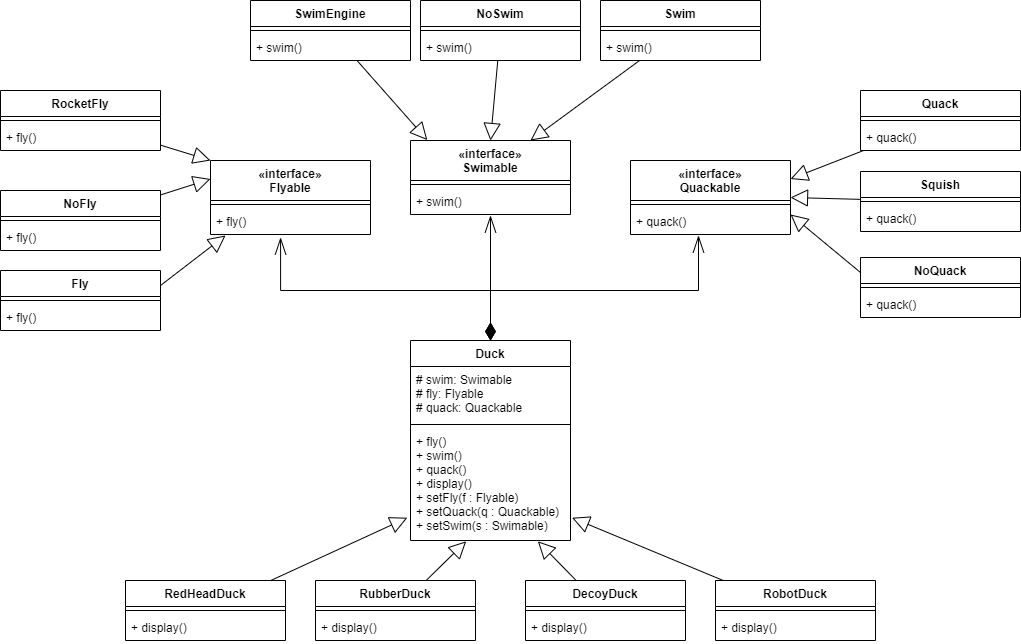 SwimEngine
+ swim()
NoSwim
+ swim()
Swim
+ swim()
RocketFly
+ fly()
NoFly
+ fly()
Fly
+ fly()
«interface»
Flyable
+ fly()
«interface»
Swimable
+ swim()
«interface»
Quackable
+ quack()
Quack
+ quack()
Squish
+ quack()
NoQuack
+ quack()
Duck
# swim: Swimable
# fly: Flyable
# quack: Quackable
+ fly()
+ swim()
+ quack()
+ display()
+ setFly(f : Flyable)
+ setQuack(q : Quackable)
+ setSwim(s : Swimable)
RedHeadDuck
+ display()
RubberDuck
+ display()
DecoyDuck
+ display()
RobotDuck
+ display()